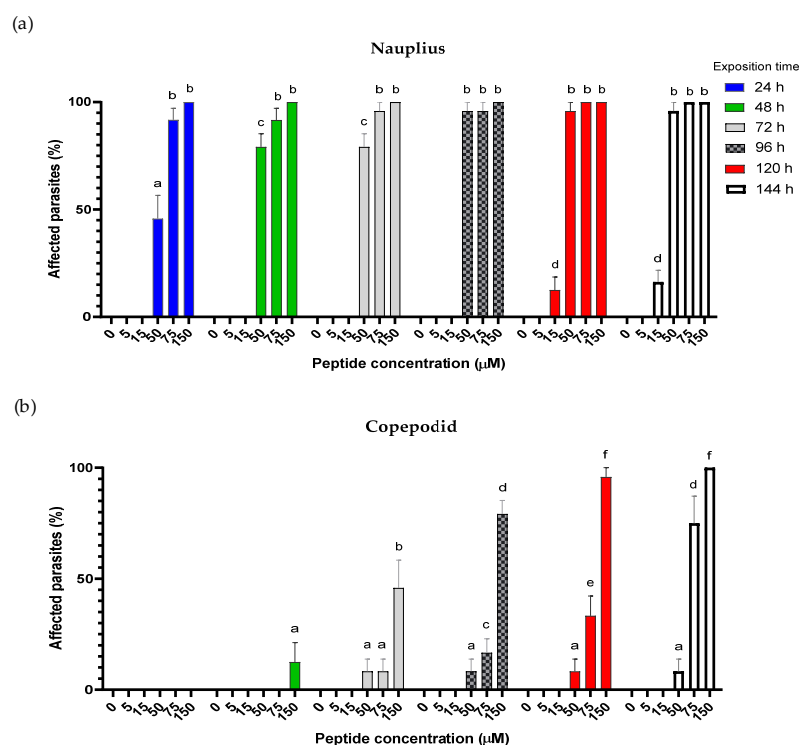 (a)
Nauplius
Exposition time
24 h
48 h
72 h
96 h
120 h
144 h
Affected parasites (%)
100
50
0
a b b c b b c b b b b b d b b b d b b b
0 5 15 50 75 150 0 5 15 50 75 150 0 5 15 50 75 150 0 5 15 50 75 150 0 5 15 50 75 150 0 5 15 50 75 150
Peptide concentration (μM)
(b)
Copepodid
Affected parasites (%)
100
50
0
a a a b a c d a e f a d f
0 5 15 50 75 150 0 5 15 50 75 150 0 5 15 50 75 150 0 5 15 50 75 150 0 5 15 50 75 150 0 5 15 50 75 150
Peptide concentration (μM)